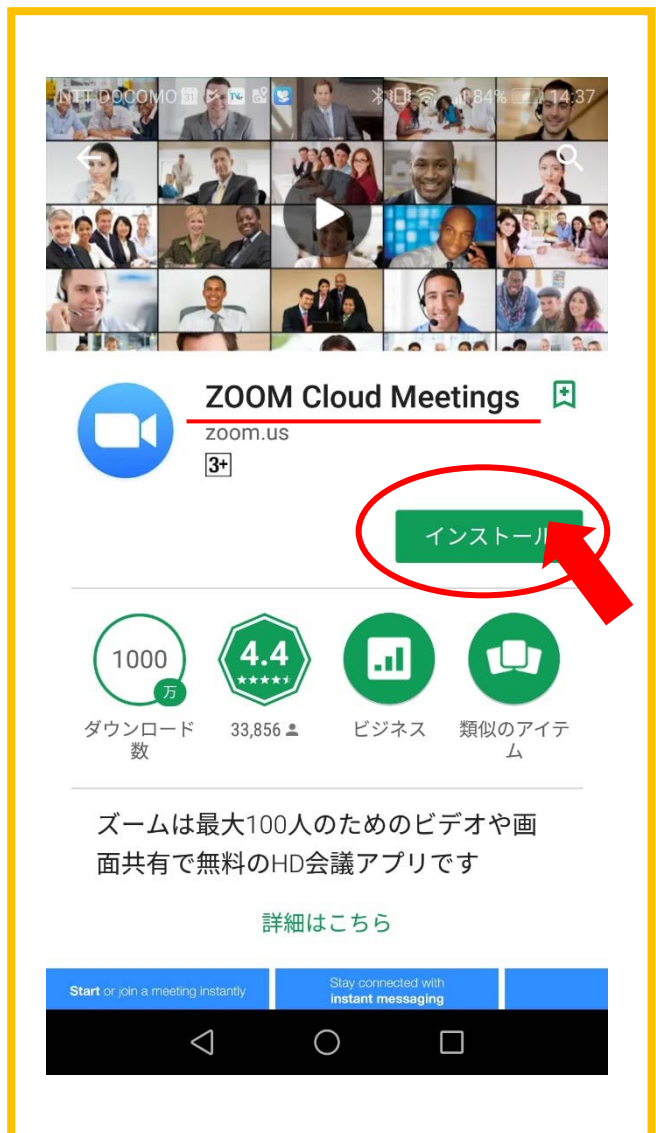 NTT DOCOMO 84% 14:37
ZOOM Cloud Meetings
zoom.us
3+
インストール
1000
万
4.4
ダウンロード
数
33,856
ビジネス
類似のアイテ
ム
ズームは最大100人のためのビデオや画
面共有で無料のHD会議アプリです
詳細はこちら
Start or join a meeting instantly
Stay connected with
instant messaging